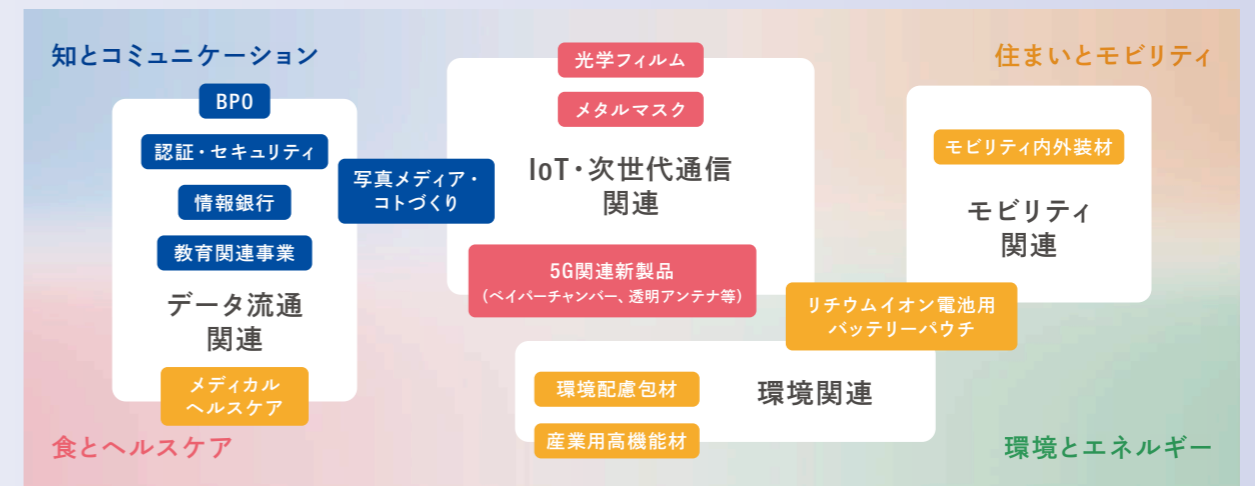 知とコミュニケーション
BPO
認証・セキュリティ
情報銀行
教育関連事業
データ流通
関連
メディカル
ヘルスケア
食とヘルスケア
写真メディア・
コトづくり
光学フィルム
メタルマスク
IoT・次世代通信
関連
5G関連新製品
（ベイパーチャンバー、透明アンテナ等）
住まいとモビリティ
モビリティ内外装材
モビリティ
関連
リチウムイオン電池用
バッテリーパウチ
環境配慮包材
産業用高機能材
環境関連
環境とエネルギー